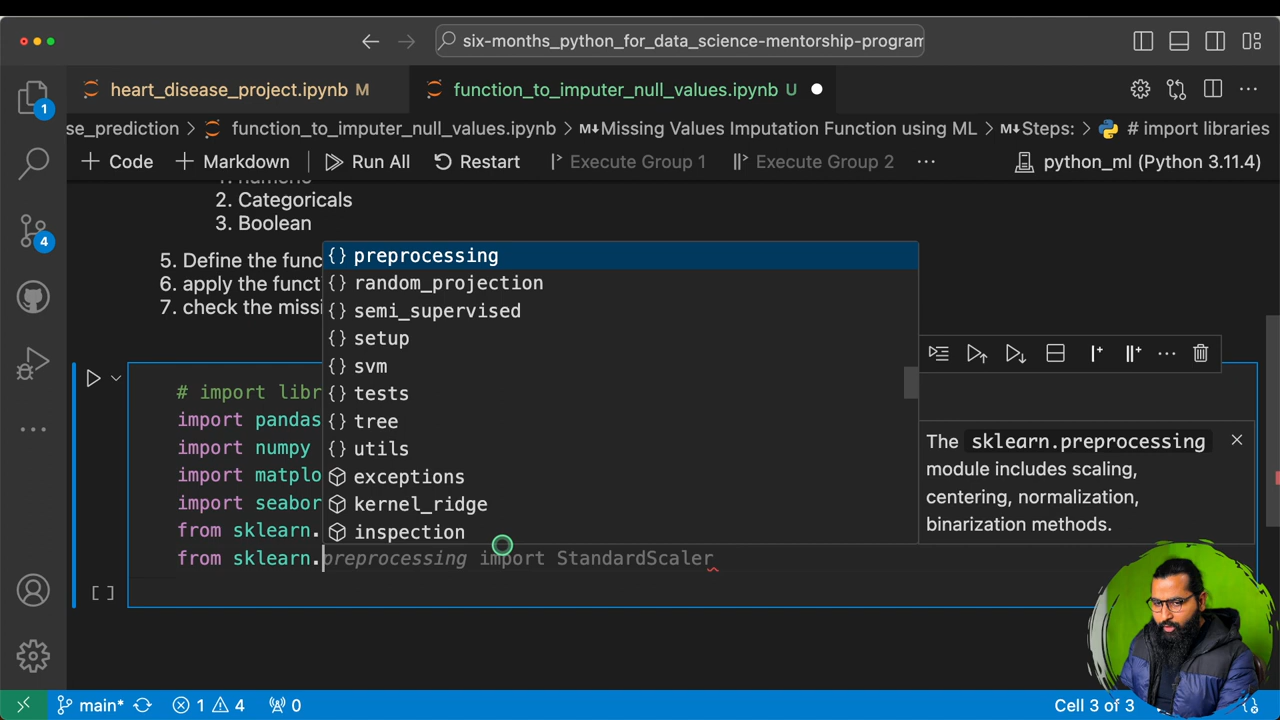 six-months_python_for_data_science-mentorship-program
heart_disease_project.ipynb M
function_to_imputer_null_values.ipynb U
se_prediction > function_to_imputer_null_values.ipynb > M↓Missing Values Imputation Function using ML > M↓Steps: > # import libraries
+ Code + Markdown Run All Restart Execute Group 1 Execute Group 2 ... python_ml (Python 3.11.4)
2. Categoricals
3. Boolean
5. Define the func
6. apply the funct
7. check the missi
{} preprocessing
{} random_projection
{} semi_supervised
{} setup
{} svm
{} tests
{} tree
{} utils
exceptions
kernel_ridge
inspection
The sklearn.preprocessing
module includes scaling,
centering, normalization,
binarization methods.
# import libr
import pandas
import numpy
import matplo
import seabor
from sklearn.
from sklearn.preprocessing import StandardScaler
[ ]
1
4
main* 1 4 0 Cell 3 of 3